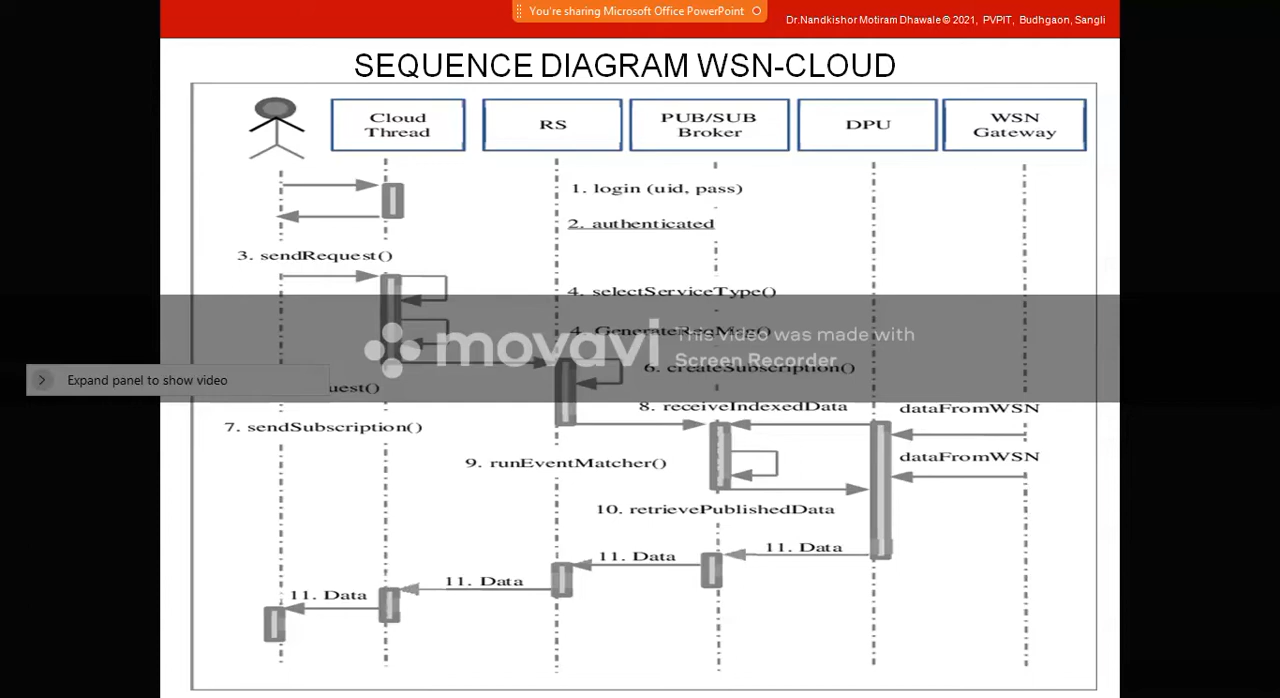 You're sharing Microsoft Office PowerPoint
Dr.Nandkishor Motiram Dhawale © 2021, PVPIT, Budhgaon, Sangli
SEQUENCE DIAGRAM WSN-CLOUD
Cloud
Thread
RS
PUB/SUB
Broker
DPU
WSN
Gateway
1. login (uid, pass)
2. authenticated
3. sendRequest()
4. selectServiceType()
movavi
This video was made with
Screen Recorder
6. createSubscription()
Expand panel to show video
uest()
8. receiveIndexedData
dataFromWSN
7. sendSubscription()
9. runEventMatcher()
dataFromWSN
10. retrievePublishedData
11. Data
11. Data
11. Data
11. Data